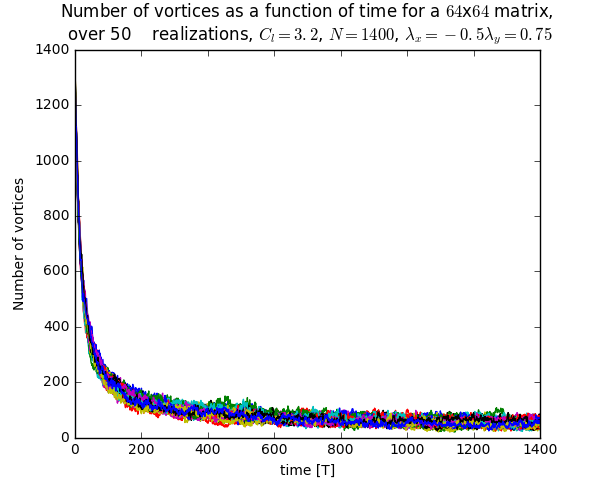 Number of vortices as a function of time for a 64x64 matrix,
over 50 realizations, C_l = 3.2, N = 1400, λ_x = −0.5λ_y = 0.75
1400
1200
1000
800
600
400
200
0
Number of vortices
0 200 400 600 800 1000 1200 1400
time [T]